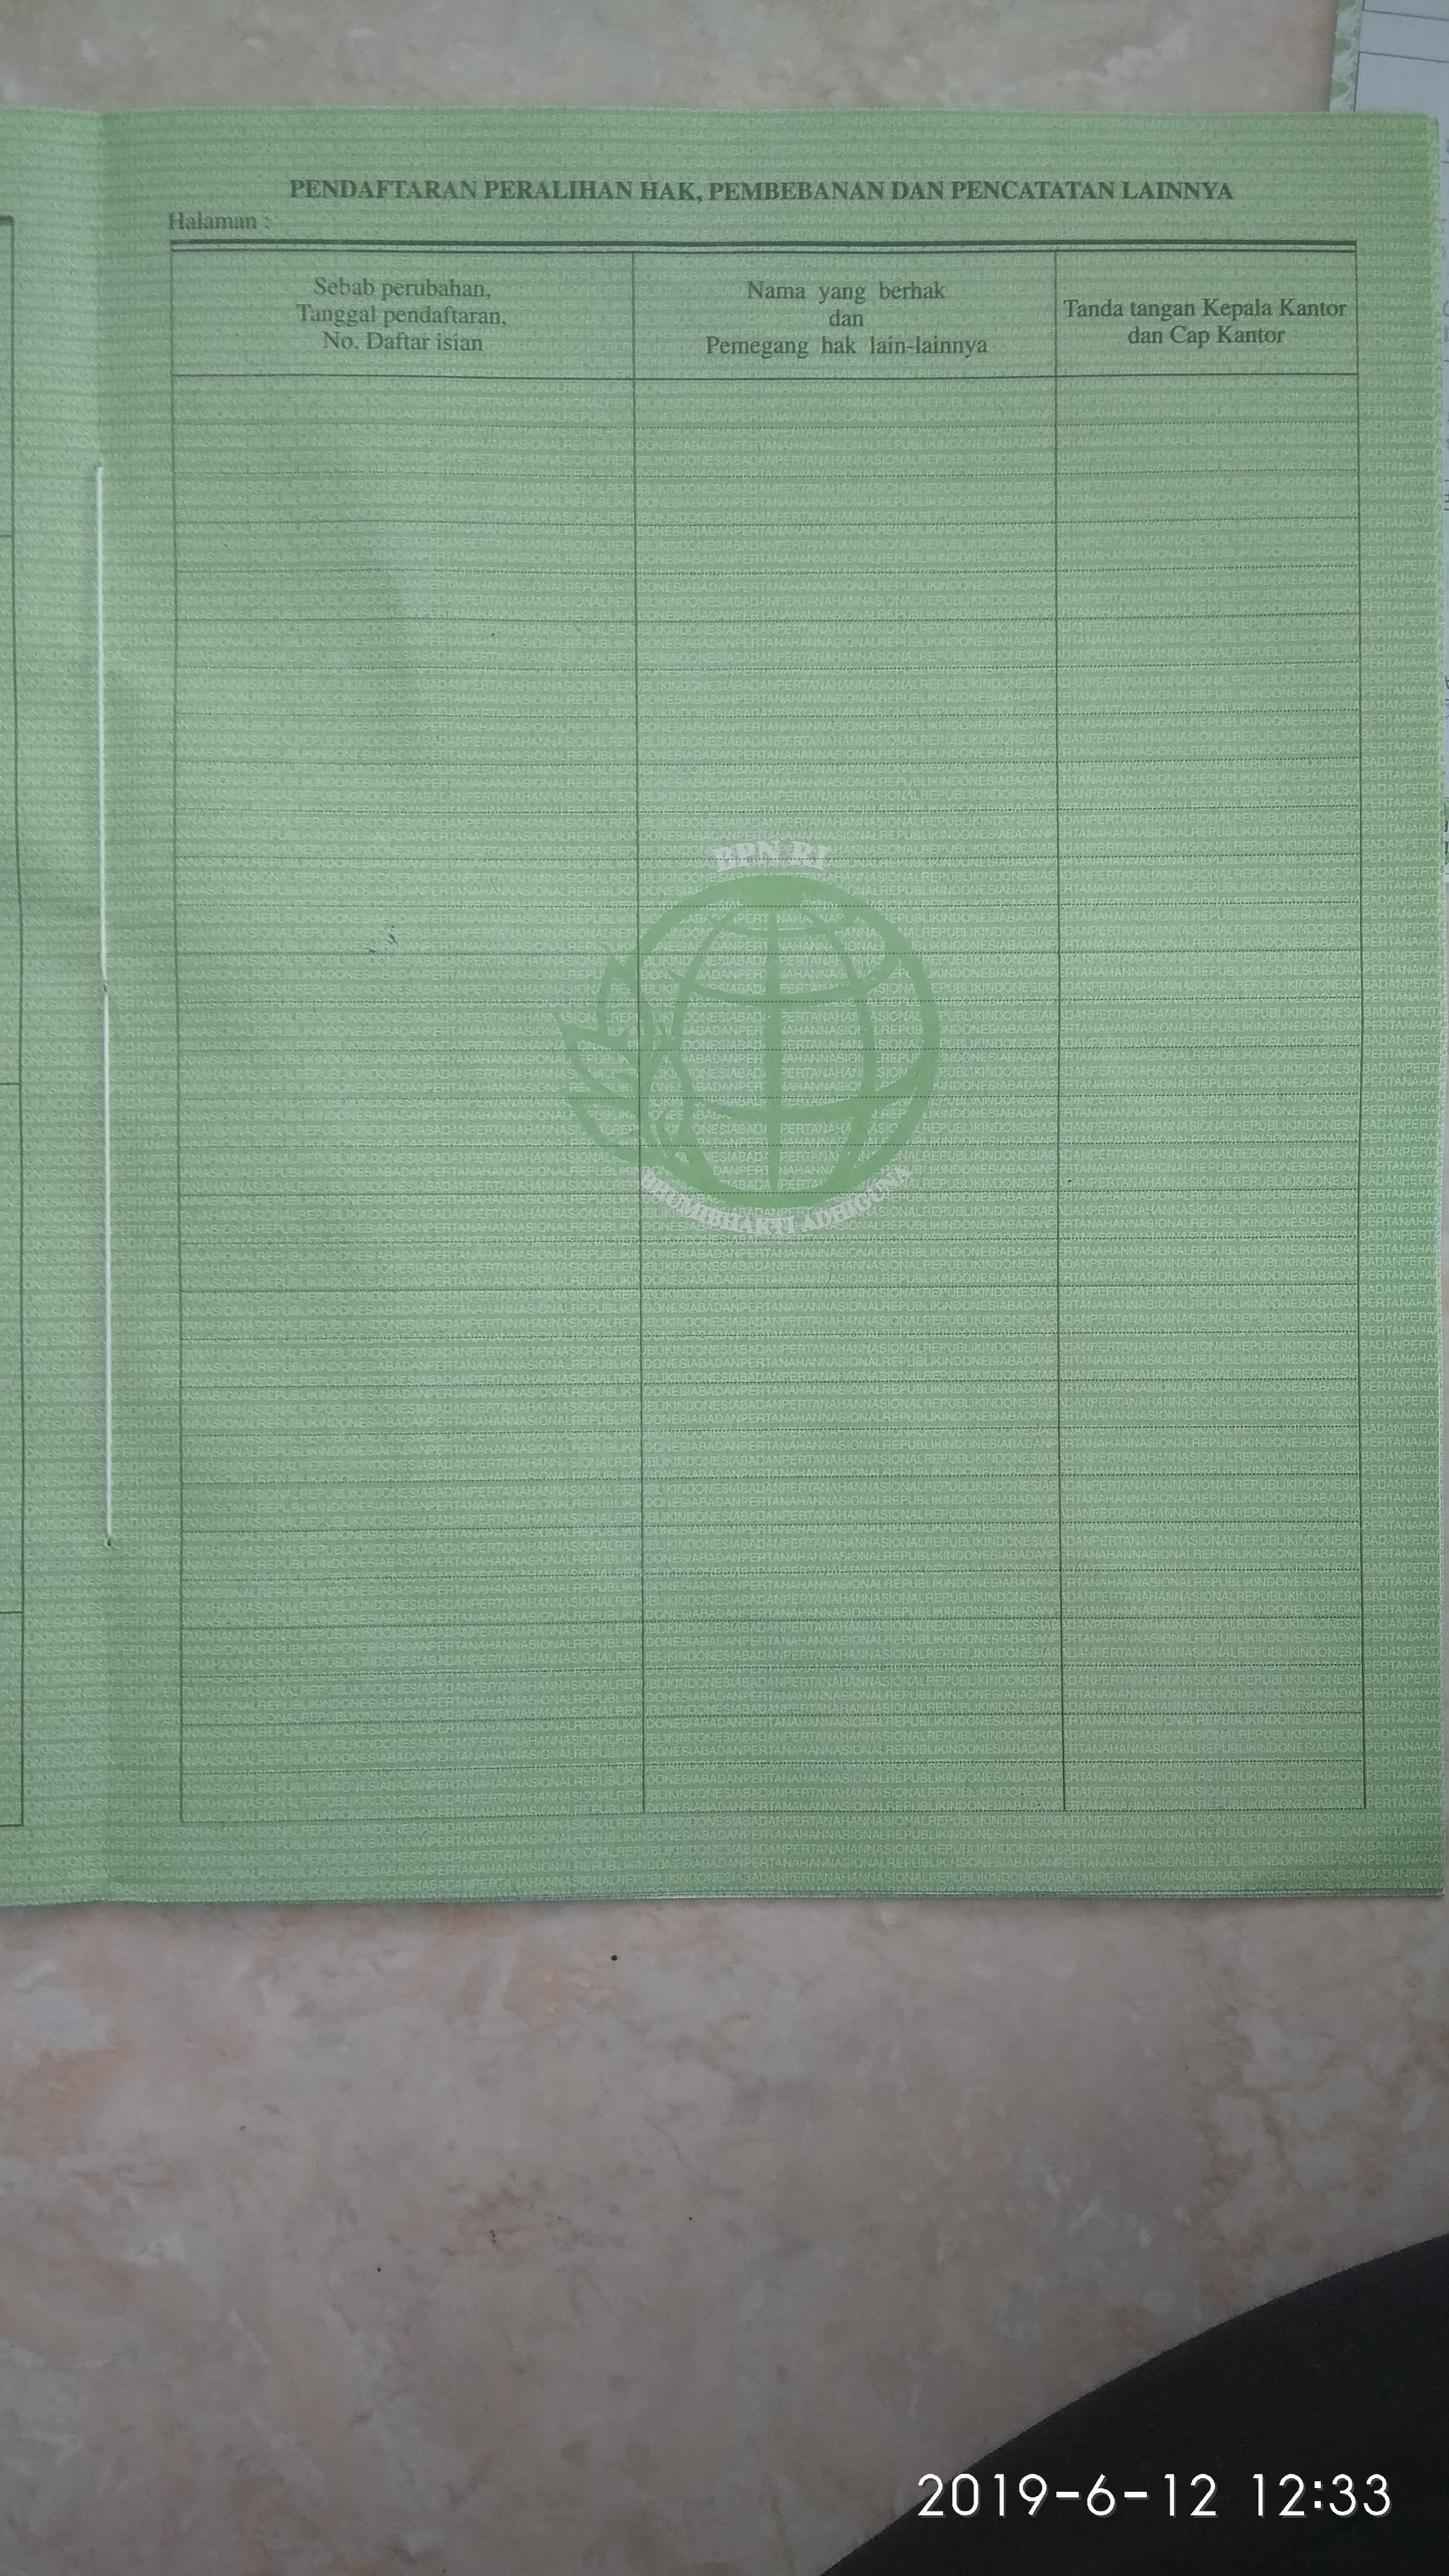 PENDAFTARAN PERALIHAN HAK, PEMBEBANAN DAN PENCATATAN LAINNYA
Halaman :
Sebab perubahan,
Tanggal pendaftaran,
No. Daftar isian
Nama yang berhak
dan
Pemegang hak lain-lainnya
Tanda tangan Kepala Kantor
dan Cap Kantor
BPN RI
BHUMIBHAKTI ADHIGUNA
2019-6-12 12:33